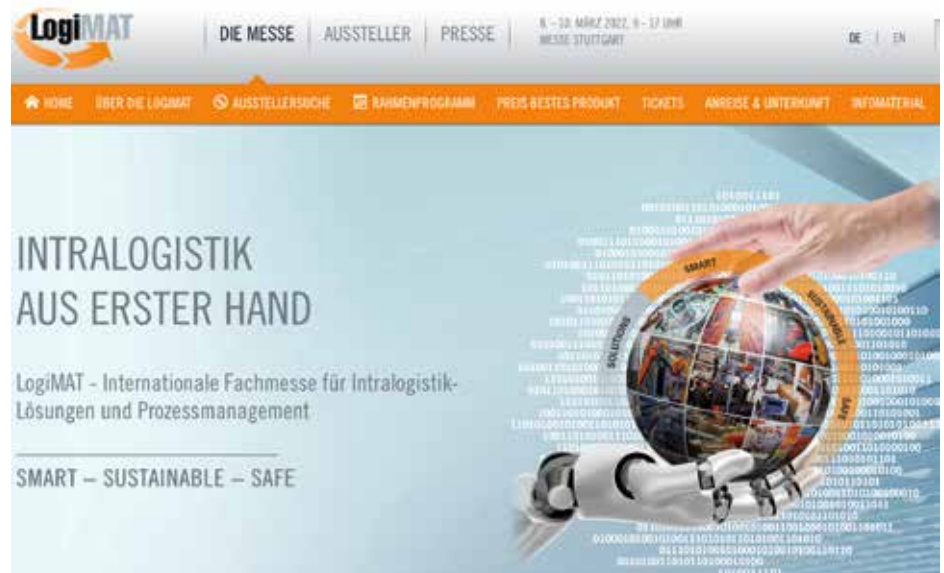 LogiMAT
DIE MESSE | AUSSTELLER | PRESSE |
8. - 10. MÄRZ 2022, 9 - 17 UHR
MESSE STUTTGART
DE | EN
HOME ÜBER DIE LOGIMAT AUSSTELLERSUCHE RAHMENPROGRAMM PREIS BESTES PRODUKT TICKETS ANREISE & UNTERKUNFT INFOMATERIAL
INTRALOGISTIK
AUS ERSTER HAND
LogiMAT - Internationale Fachmesse für Intralogistik-
Lösungen und Prozessmanagement
SMART – SUSTAINABLE – SAFE
SOLUTIONS
SMART
SUSTAINABLE
SAFE